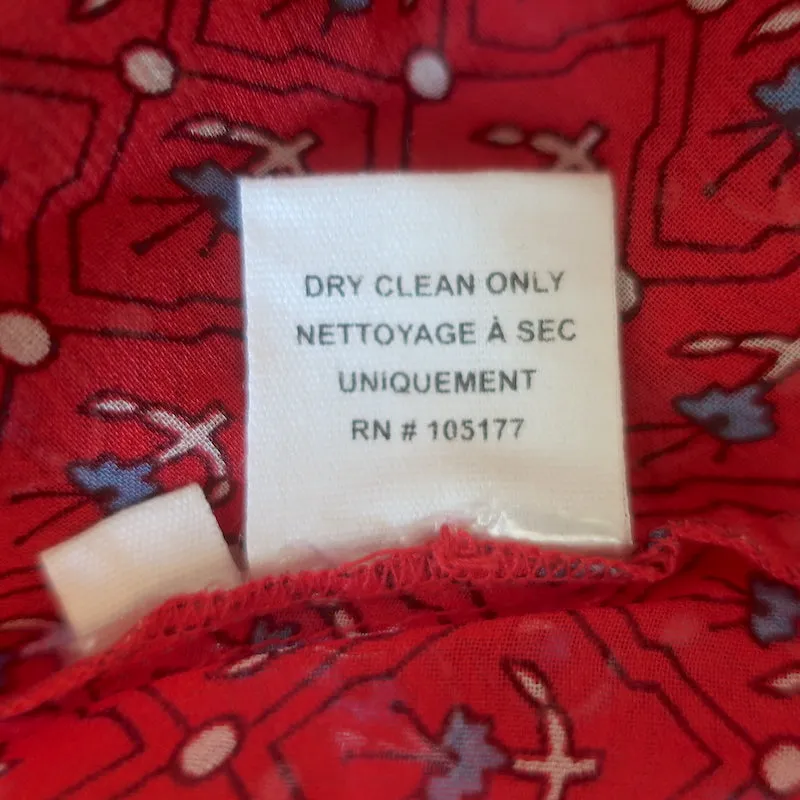 DRY CLEAN ONLY
NETTOYAGE À SEC
UNIQUEMENT
RN # 105177